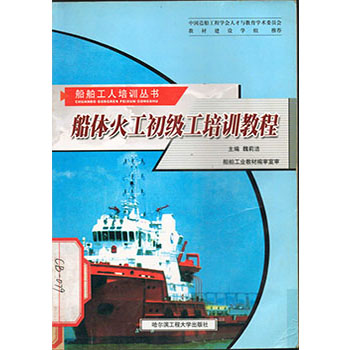 中国造船工程学会人才与教育学术委员会
教材建设学组 推荐
船舶工人培训丛书
CHUANBO GONGREN PEIXUN CONGSHU
船体火工初级工培训教程
主编 魏莉洁
船舶工业教材编审室审
CB-079
哈尔滨工程大学出版社